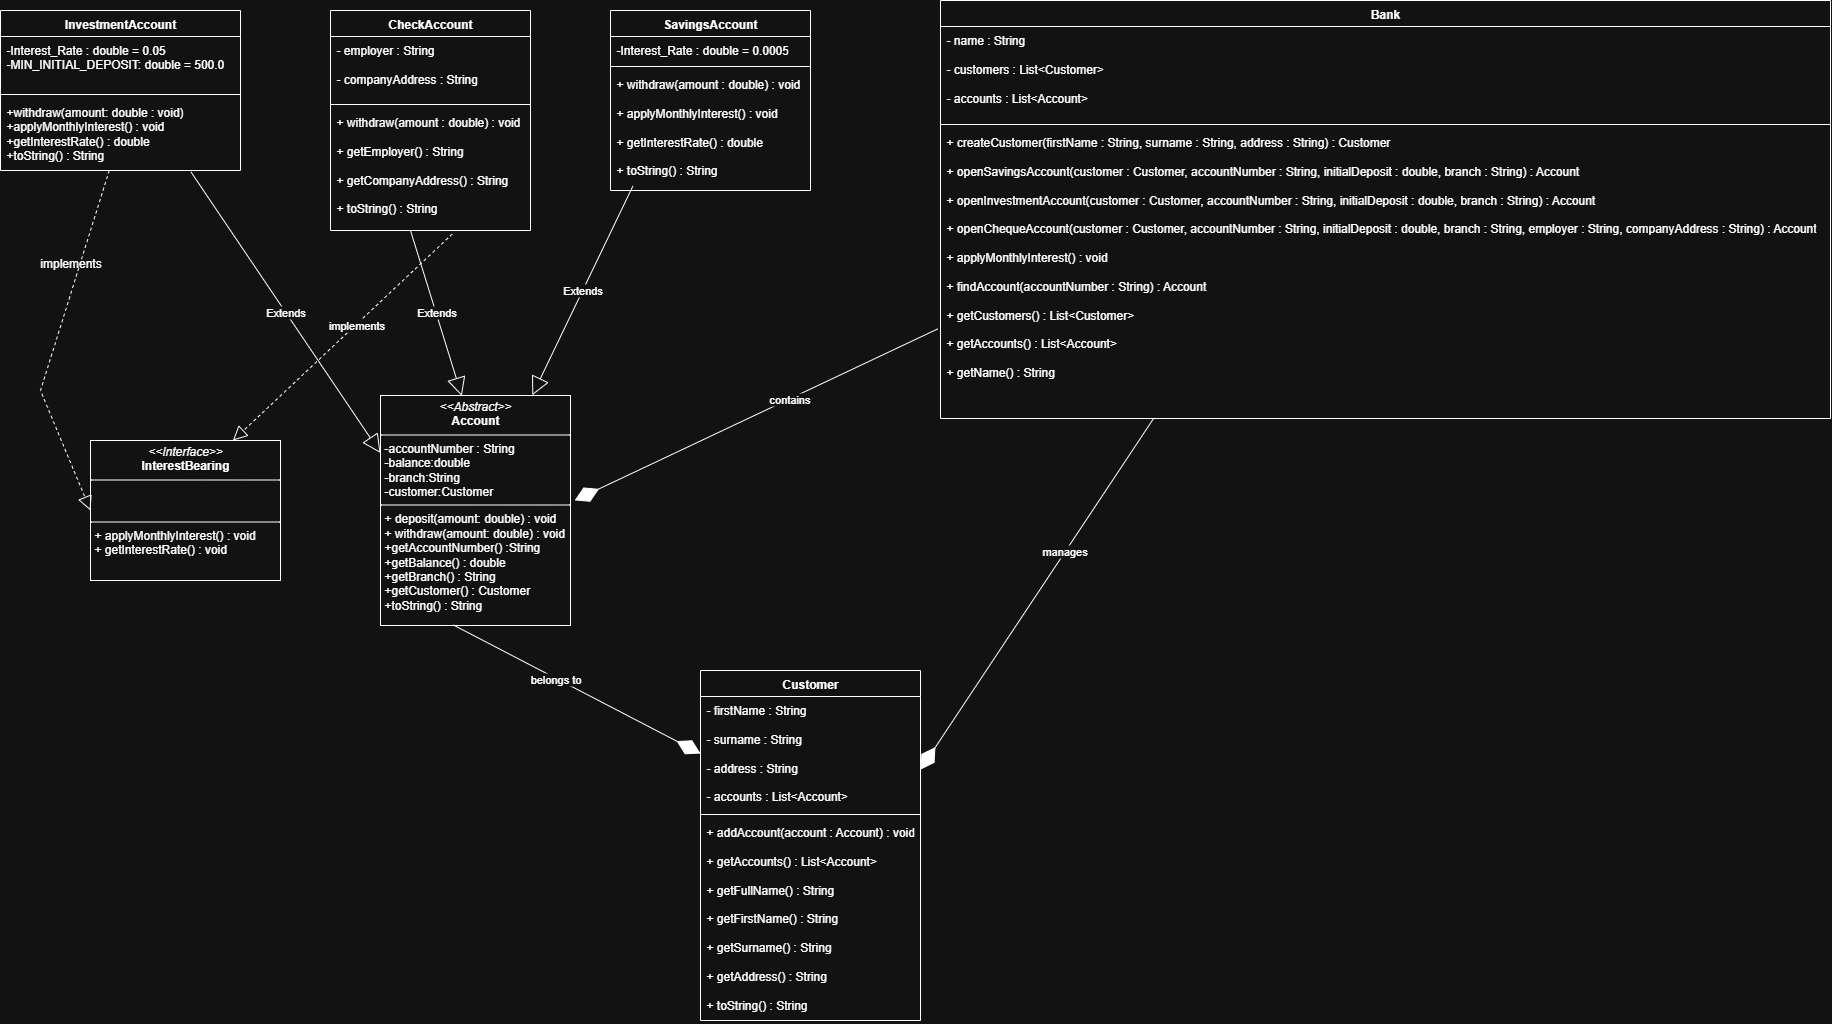 InvestmentAccount
-Interest_Rate : double = 0.05
-MIN_INITIAL_DEPOSIT: double = 500.0
+withdraw(amount: double : void)
+applyMonthlyInterest() : void
+getInterestRate() : double
+toString() : String
CheckAccount
- employer : String
- companyAddress : String
+ withdraw(amount : double) : void
+ getEmployer() : String
+ getCompanyAddress() : String
+ toString() : String
SavingsAccount
-Interest_Rate : double = 0.0005
+ withdraw(amount : double) : void
+ applyMonthlyInterest() : void
+ getInterestRate() : double
+ toString() : String
Bank
- name : String
- customers : List<Customer>
- accounts : List<Account>
+ createCustomer(firstName : String, surname : String, address : String) : Customer
+ openSavingsAccount(customer : Customer, accountNumber : String, initialDeposit : double, branch : String) : Account
+ openInvestmentAccount(customer : Customer, accountNumber : String, initialDeposit : double, branch : String) : Account
+ openChequeAccount(customer : Customer, accountNumber : String, initialDeposit : double, branch : String, employer : String, companyAddress : String) : Account
+ applyMonthlyInterest() : void
+ findAccount(accountNumber : String) : Account
+ getCustomers() : List<Customer>
+ getAccounts() : List<Account>
+ getName() : String
implements
Extends
implements
Extends
Extends
contains
manages
belongs to
<<Interface>>
InterestBearing
+ applyMonthlyInterest() : void
+ getInterestRate() : void
<<Abstract>>
Account
-accountNumber : String
-balance:double
-branch:String
-customer:Customer
+ deposit(amount: double) : void
+ withdraw(amount: double) : void
+getAccountNumber() :String
+getBalance() : double
+getBranch() : String
+getCustomer() : Customer
+toString() : String
Customer
- firstName : String
- surname : String
- address : String
- accounts : List<Account>
+ addAccount(account : Account) : void
+ getAccounts() : List<Account>
+ getFullName() : String
+ getFirstName() : String
+ getSurname() : String
+ getAddress() : String
+ toString() : String